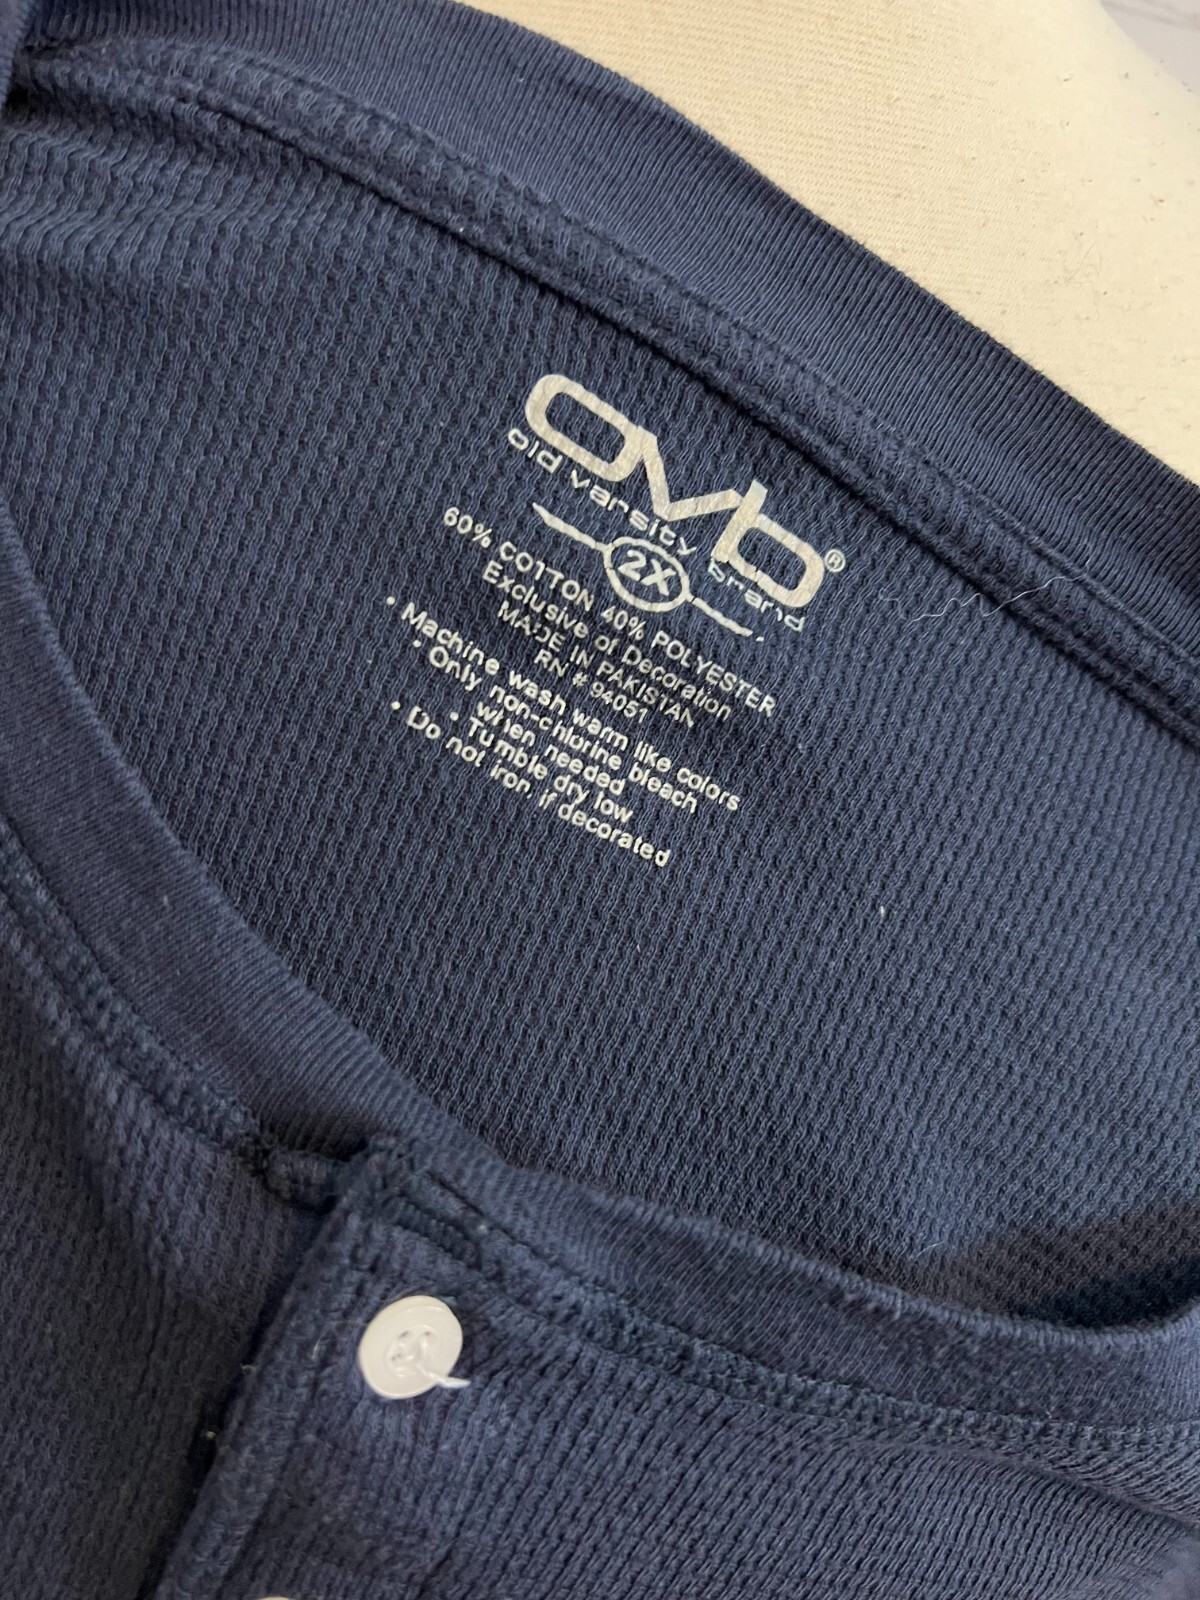 ovb®
old varsity brand
2X
60% COTTON 40% POLYESTER
Exclusive of Decoration
MADE IN PAKISTAN
RN # 94051
• Machine wash warm like colors
• Only non-chlorine bleach
when needed
• Tumble dry low
• Do not iron if decorated